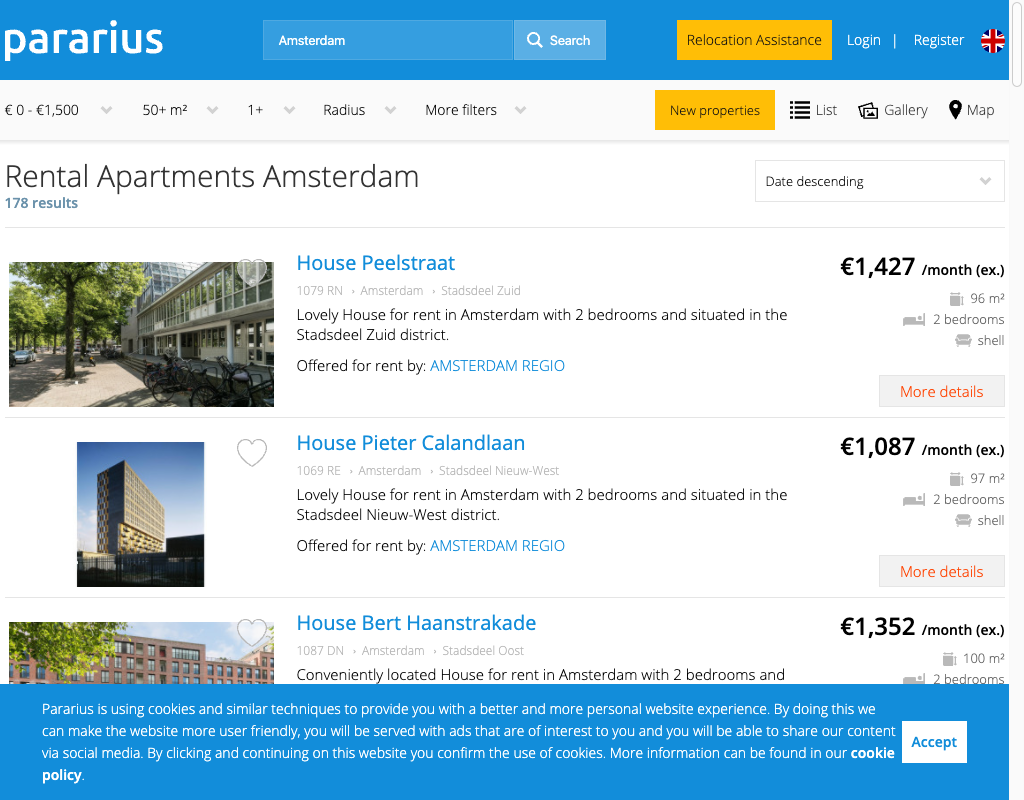 pararius
Amsterdam
Search
Relocation Assistance
Login | Register
€ 0 - €1,500
50+ m²
1+
Radius
More filters
New properties
List
Gallery
Map
Rental Apartments Amsterdam
178 results
Date descending
House Peelstraat
€1,427 /month (ex.)
1079 RN › Amsterdam › Stadsdeel Zuid
96 m²
Lovely House for rent in Amsterdam with 2 bedrooms and situated in the
2 bedrooms
Stadsdeel Zuid district.
shell
Offered for rent by: AMSTERDAM REGIO
More details
House Pieter Calandlaan
€1,087 /month (ex.)
1069 RE › Amsterdam › Stadsdeel Nieuw-West
97 m²
Lovely House for rent in Amsterdam with 2 bedrooms and situated in the
2 bedrooms
Stadsdeel Nieuw-West district.
shell
Offered for rent by: AMSTERDAM REGIO
More details
House Bert Haanstrakade
€1,352 /month (ex.)
1087 DN › Amsterdam › Stadsdeel Oost
100 m²
Conveniently located House for rent in Amsterdam with 2 bedrooms and
2 bedrooms
Pararius is using cookies and similar techniques to provide you with a better and more personal website experience. By doing this we
can make the website more user friendly, you will be served with ads that are of interest to you and you will be able to share our content
via social media. By clicking and continuing on this website you confirm the use of cookies. More information can be found in our cookie
policy.
Accept